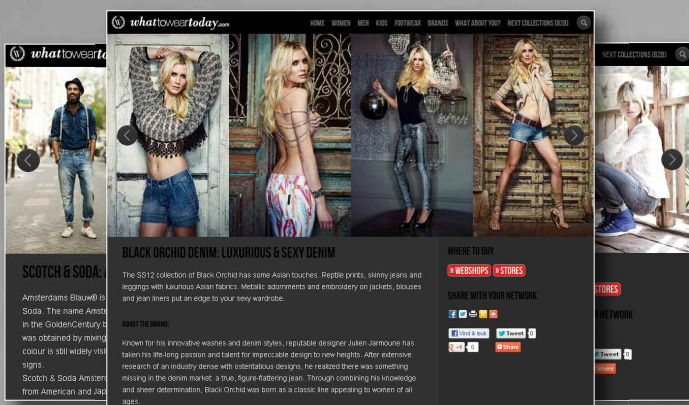 whattoweartoday.com
HOME WOMEN MEN KIDS FOOTWEAR BRANDS WHAT ABOUT YOU? NEXT COLLECTIONS (B2B)
BLACK ORCHID DENIM: LUXURIOUS & SEXY DENIM
The SS12 collection of Black Orchid has some Asian touches. Reptile prints, skinny jeans and
leggings with luxurious Asian fabrics. Metallic adornments and embroidery on jackets, blouses
and jean liners put an edge to your sexy wardrobe.
ABOUT THE BRAND:
Known for his innovative washes and denim styles, reputable designer Julien Jarmoune has
taken his life-long passion and talent for impeccable design to new heights. After extensive
research of an industry dense with ostentatious designs, he realized there was something
missing in the denim market: a true, figure-flattering jean. Through combining his knowledge
and sheer determination, Black Orchid was born as a classic line appealing to women of all
ages.
WHERE TO BUY
» WEBSHOPS » STORES
SHARE WITH YOUR NETWORK
Vind ik leuk Tweet 0
+1 0 Share
whattowearto
SCOTCH & SODA:
Amsterdams Blauw® is
Soda. The name Amste
in the GoldenCentury b
was obtained by mixing
colour is still widely visi
signs.
Scotch & Soda Amster
from American and Jap
NEXT COLLECTIONS (B2B)
STORES
NETWORK
Tweet 0
Share